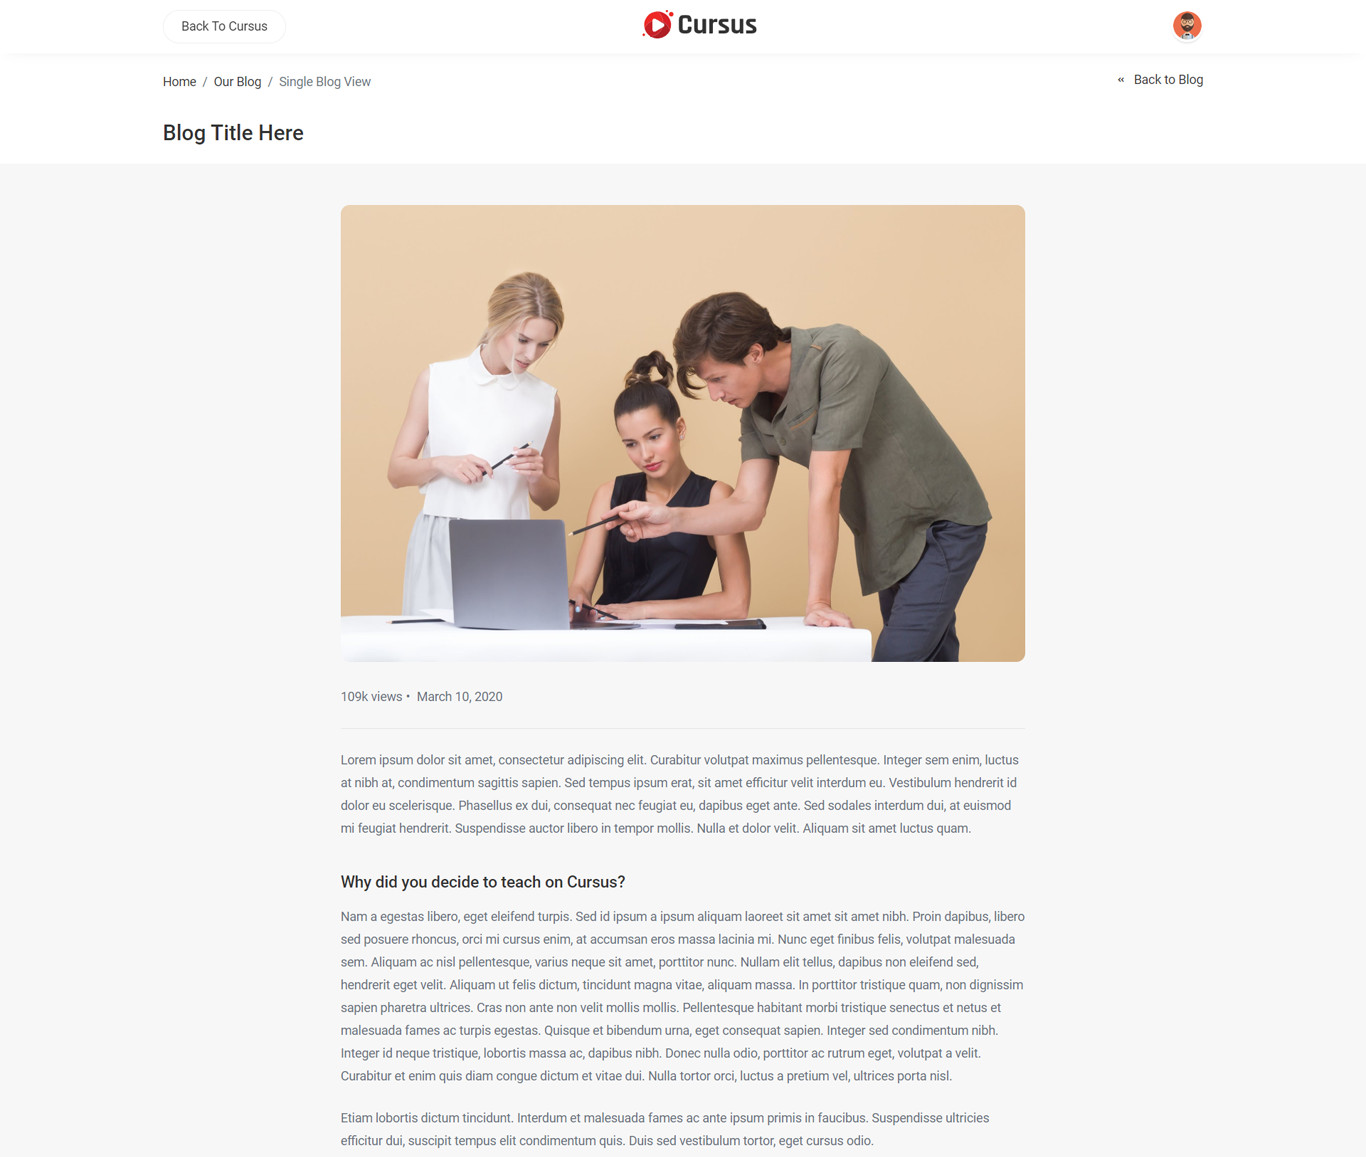 Back To Cursus
Cursus
Home / Our Blog / Single Blog View
« Back to Blog
Blog Title Here
109k views • March 10, 2020
Lorem ipsum dolor sit amet, consectetur adipiscing elit. Curabitur volutpat maximus pellentesque. Integer sem enim, luctus
at nibh at, condimentum sagittis sapien. Sed tempus ipsum erat, sit amet efficitur velit interdum eu. Vestibulum hendrerit id
dolor eu scelerisque. Phasellus ex dui, consequat nec feugiat eu, dapibus eget ante. Sed sodales interdum dui, at euismod
mi feugiat hendrerit. Suspendisse auctor libero in tempor mollis. Nulla et dolor velit. Aliquam sit amet luctus quam.
Why did you decide to teach on Cursus?
Nam a egestas libero, eget eleifend turpis. Sed id ipsum a ipsum aliquam laoreet sit amet sit amet nibh. Proin dapibus, libero
sed posuere rhoncus, orci mi cursus enim, at accumsan eros massa lacinia mi. Nunc eget finibus felis, volutpat malesuada
sem. Aliquam ac nisl pellentesque, varius neque sit amet, porttitor nunc. Nullam elit tellus, dapibus non eleifend sed,
hendrerit eget velit. Aliquam ut felis dictum, tincidunt magna vitae, aliquam massa. In porttitor tristique quam, non dignissim
sapien pharetra ultrices. Cras non ante non velit mollis mollis. Pellentesque habitant morbi tristique senectus et netus et
malesuada fames ac turpis egestas. Quisque et bibendum urna, eget consequat sapien. Integer sed condimentum nibh.
Integer id neque tristique, lobortis massa ac, dapibus nibh. Donec nulla odio, porttitor ac rutrum eget, volutpat a velit.
Curabitur et enim quis diam congue dictum et vitae dui. Nulla tortor orci, luctus a pretium vel, ultrices porta nisl.
Etiam lobortis dictum tincidunt. Interdum et malesuada fames ac ante ipsum primis in faucibus. Suspendisse ultricies
efficitur dui, suscipit tempus elit condimentum quis. Duis sed vestibulum tortor, eget cursus odio.